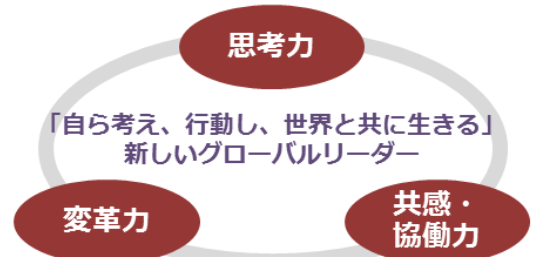 思考力
「自ら考え、行動し、世界と共に生きる」
新しいグローバルリーダー
変革力
共感・
協働力